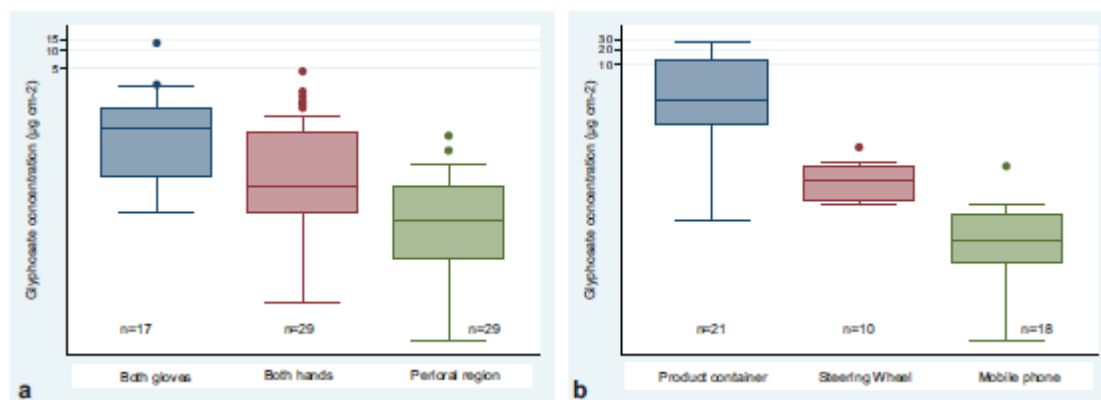 15
10
5
Glyphosate concentration (µg cm-2)
n=17
n=29
n=29
Both gloves
Both hands
Perioral region
a
30
20
10
Glyphosate concentration (µg cm-2)
n=21
n=10
n=18
Product container
Steering Wheel
Mobile phone
b